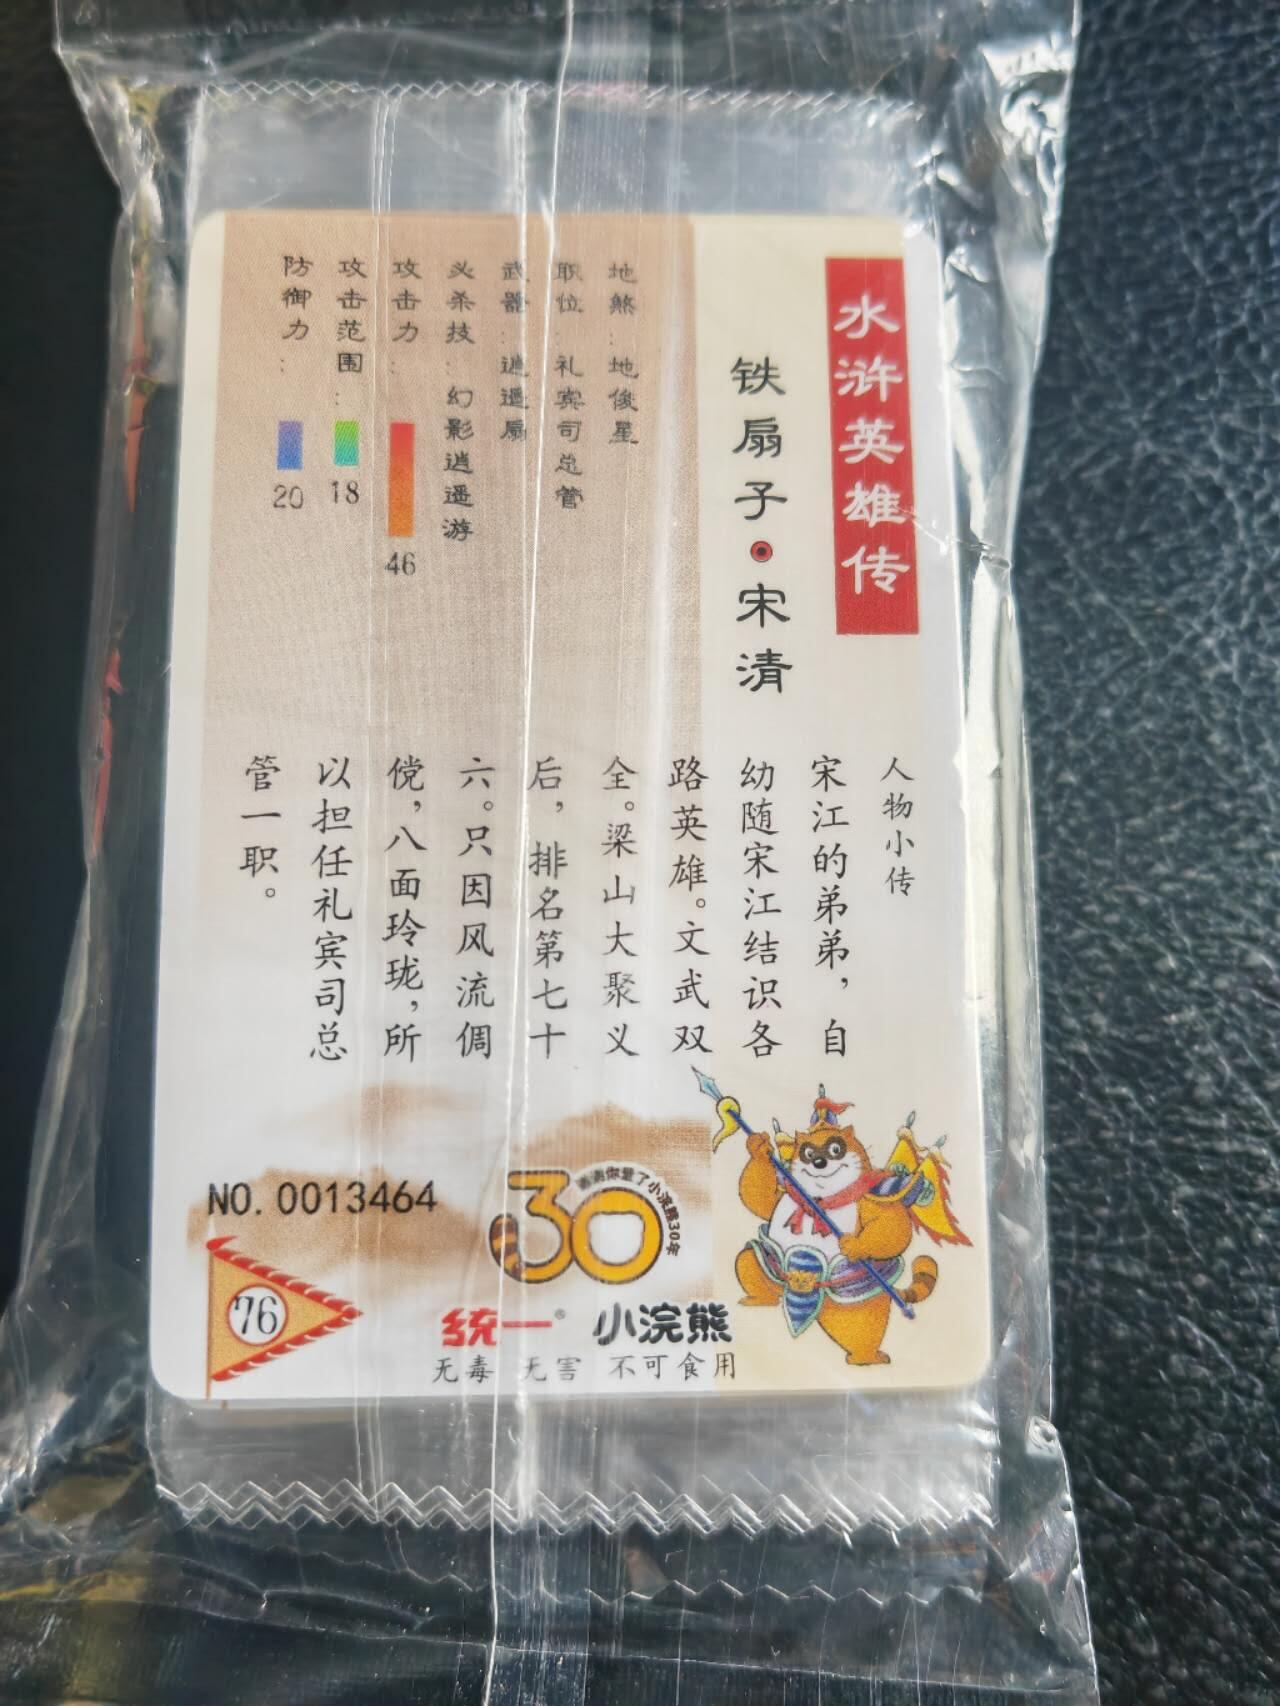 水浒英雄传
铁扇子·宋清
地煞：地俊星
职位：礼宾司总管
武器：逍遥扇
必杀技：幻影逍遥游
攻击力：
46
攻击范围：
18
防御力：
20
人物小传
宋江的弟弟，自
幼随宋江结识各
路英雄。文武双
全。梁山大聚义
后，排名第七十
六。只因风流倜
傥，八面玲珑，所
以担任礼宾司总
管一职。
NO.0013464
30
76
统一® 小浣熊
无毒 无害 不可食用